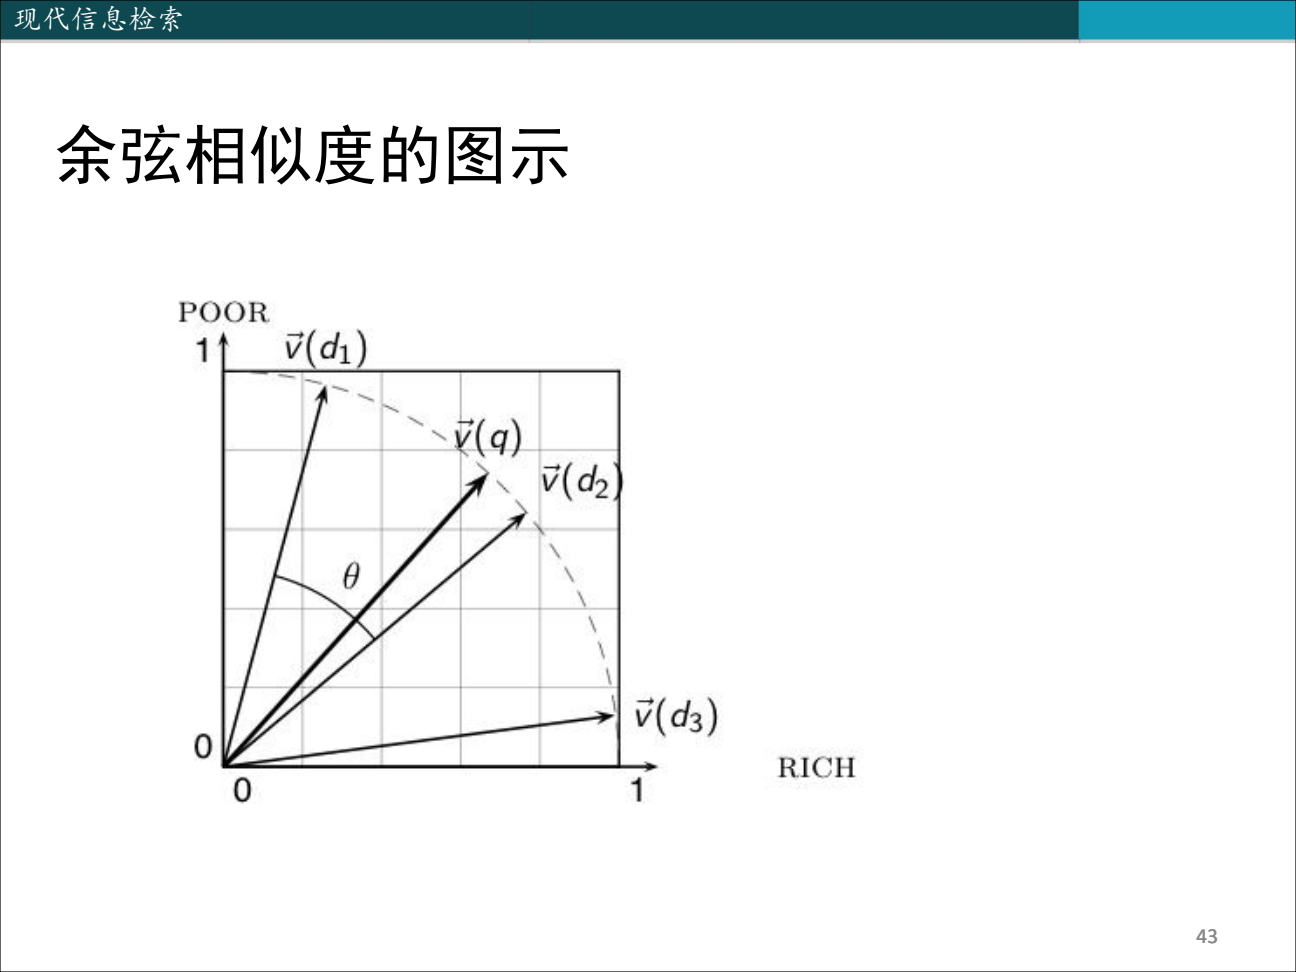 现代信息检索
余弦相似度的图示
POOR
1
v⃗(d₁)
v⃗(q)
v⃗(d₂)
θ
v⃗(d₃)
0
RICH
0
1
43